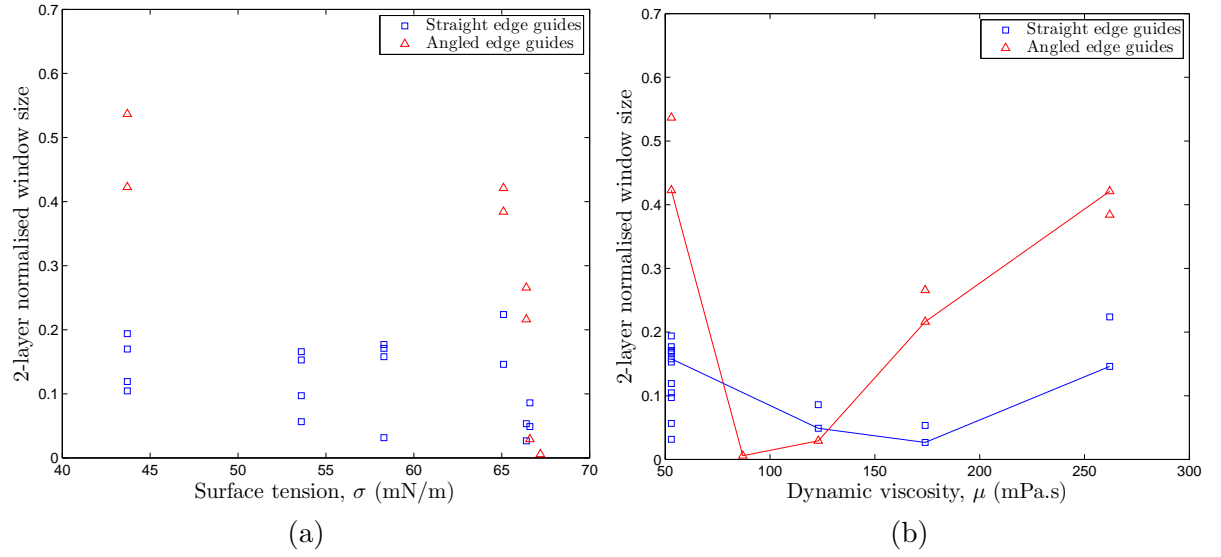 2-layer normalised window size
0.7
0.6
0.5
0.4
0.3
0.2
0.1
0
40 45 50 55 60 65 70
Surface tension, σ (mN/m)
Straight edge guides
Angled edge guides
(a)
2-layer normalised window size
0.7
0.6
0.5
0.4
0.3
0.2
0.1
0
50 100 150 200 250 300
Dynamic viscosity, μ (mPa.s)
Straight edge guides
Angled edge guides
(b)